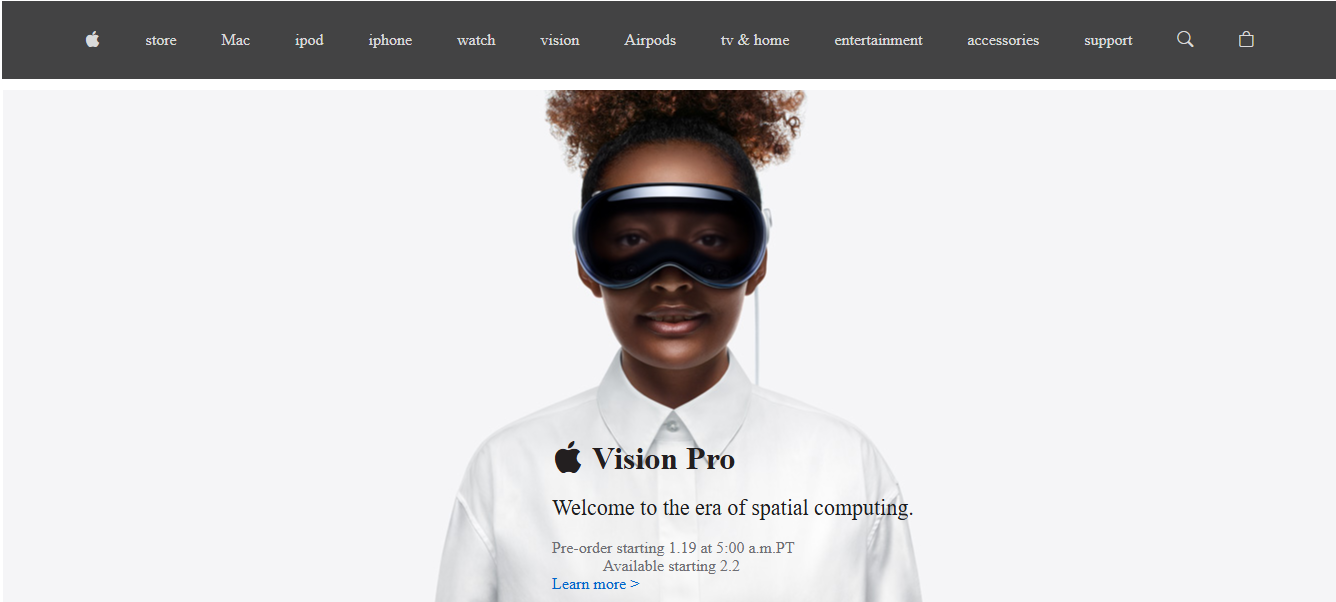 store Mac ipod iphone watch vision Airpods tv & home entertainment accessories support
Vision Pro
Welcome to the era of spatial computing.
Pre-order starting 1.19 at 5:00 a.m.PT
Available starting 2.2
Learn more >